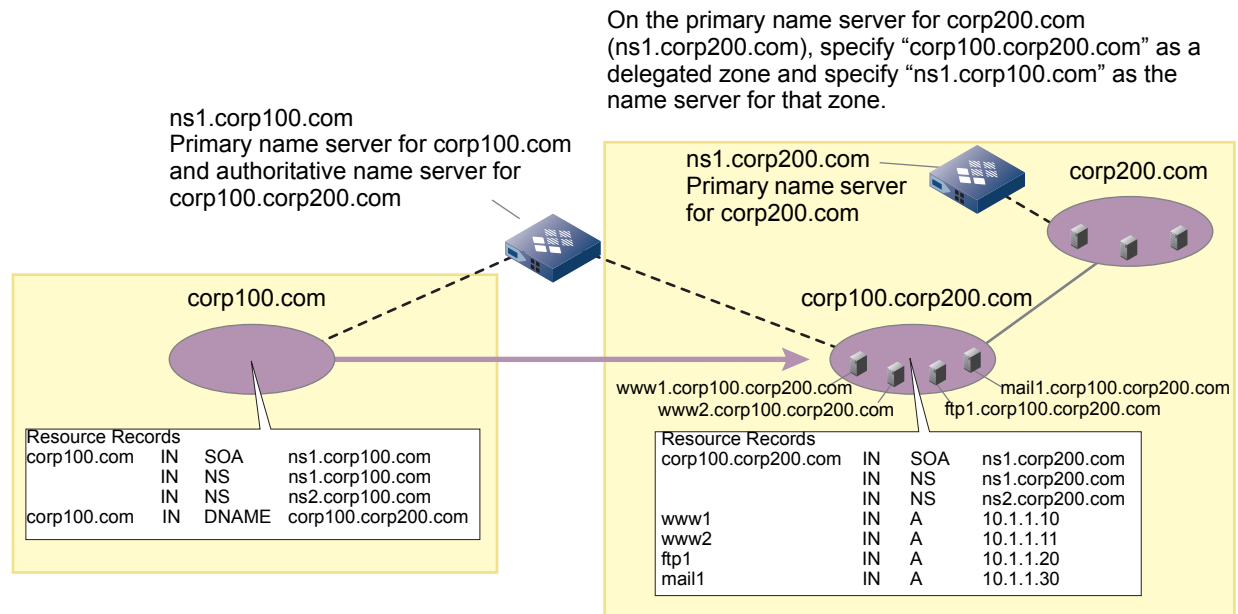 On the primary name server for corp200.com
(ns1.corp200.com), specify “corp100.corp200.com” as a
delegated zone and specify “ns1.corp100.com” as the
name server for that zone.
ns1.corp100.com
Primary name server for corp100.com
and authoritative name server for
corp100.corp200.com
ns1.corp200.com
Primary name server
for corp200.com
corp200.com
corp100.com
corp100.corp200.com
www1.corp100.corp200.com
mail1.corp100.corp200.com
www2.corp100.corp200.com
ftp1.corp100.corp200.com
Resource Records
corp100.com IN SOA ns1.corp100.com
IN NS ns1.corp100.com
IN NS ns2.corp100.com
corp100.com IN DNAME corp100.corp200.com
Resource Records
corp100.corp200.com IN SOA ns1.corp200.com
IN NS ns1.corp200.com
IN NS ns2.corp200.com
www1 IN A 10.1.1.10
www2 IN A 10.1.1.11
ftp1 IN A 10.1.1.20
mail1 IN A 10.1.1.30